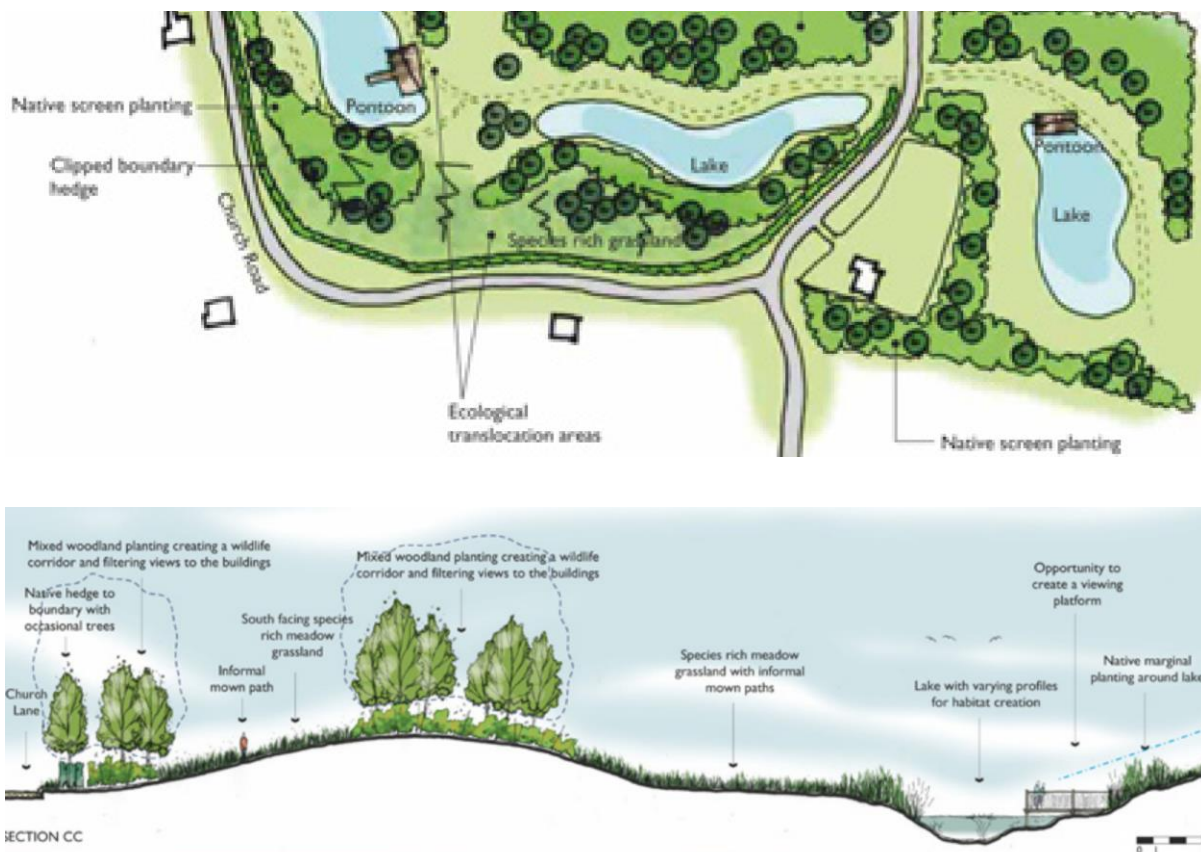 Native screen planting
Pontoon
Clipped boundary
hedge
Lake
Pontoon
Lake
Church Road
Species rich grassland
Ecological
translocation areas
Native screen planting
Mixed woodland planting creating a wildlife
corridor and filtering views to the buildings
Mixed woodland planting creating a wildlife
corridor and filtering views to the buildings
Native hedge to
boundary with
occasional trees
South facing species
rich meadow
grassland
Informal
mown path
Church
Lane
Species rich meadow
grassland with informal
mown paths
Lake with varying profiles
for habitat creation
Opportunity to
create a viewing
platform
Native marginal
planting around lake
SECTION CC
0 1